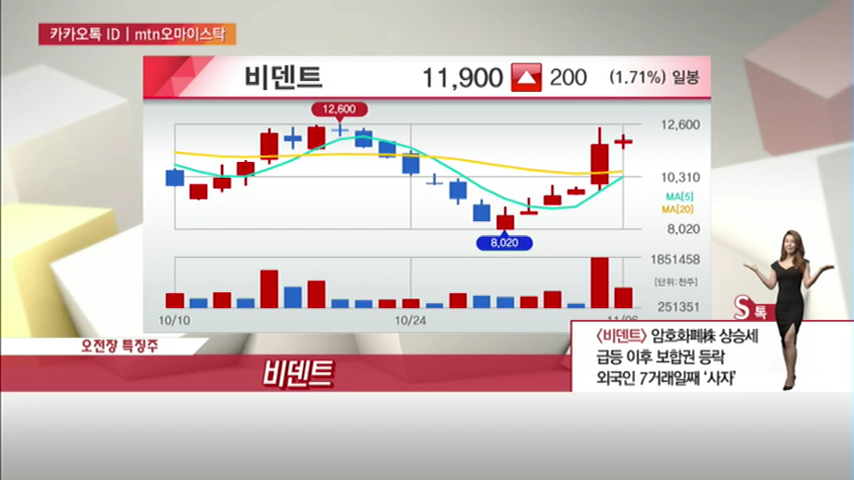 카카오톡 ID | mtn오마이스탁
비덴트 11,900 ▲ 200 (1.71%) 일봉
12,600
12,600
10,310
MA[5]
MA[20]
8,020
8,020
1851458
[단위:천주]
251351
10/10 10/24 11/06
S톡
오전장 특징주
비덴트
<비덴트> 암호화폐株 상승세
급등 이후 보합권 등락
외국인 7거래일째 '사자'